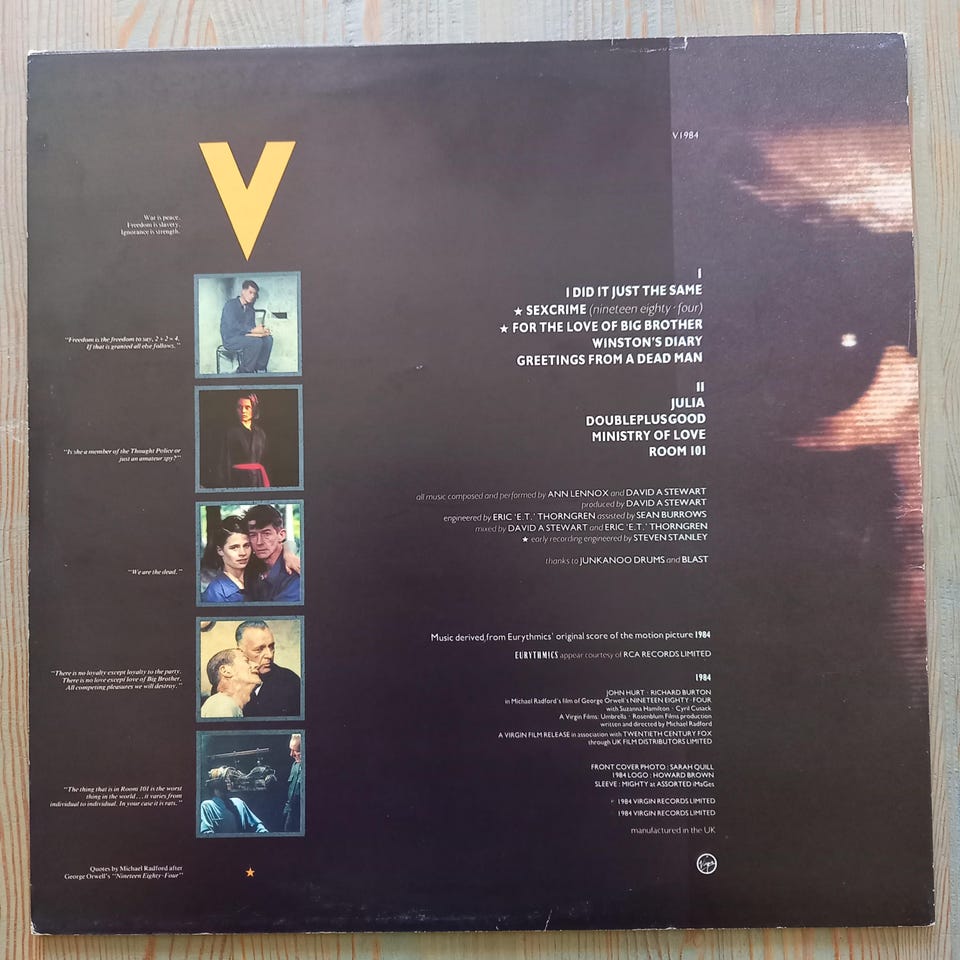 V
War is peace.
Freedom is slavery.
Ignorance is strength.
"Freedom is the freedom to say, 2 + 2 = 4,
If that is granted all else follows."
"Is she a member of the Thought Police or
just an amateur spy?"
"We are the dead."
"There is no loyalty except loyalty to the party.
There is no love except love of Big Brother.
All competing pleasures we will destroy."
"The thing that is in Room 101 is the worst
thing in the world... it varies from
individual to individual. In your case it is rats."
Quotes by Michael Radford after
George Orwell's "Nineteen Eighty-Four"
V1984
I
I DID IT JUST THE SAME
★ SEXCRIME (nineteen eighty · four)
★ FOR THE LOVE OF BIG BROTHER
WINSTON'S DIARY
GREETINGS FROM A DEAD MAN
II
JULIA
DOUBLEPLUSGOOD
MINISTRY OF LOVE
ROOM 101
all music composed and performed by ANN LENNOX and DAVID A STEWART
produced by DAVID A STEWART
engineered by ERIC 'E.T.' THORNGREN assisted by SEAN BURROWS
mixed by DAVID A STEWART and ERIC 'E.T.' THORNGREN
★ early recording engineered by STEVEN STANLEY
thanks to JUNKANOO DRUMS and BLAST
Music derived from Eurythmics' original score of the motion picture 1984
EURYTHMICS appear courtesy of RCA RECORDS LIMITED
1984
JOHN HURT · RICHARD BURTON
in Michael Radford's film of George Orwell's NINETEEN EIGHTY · FOUR
with Suzanna Hamilton · Cyril Cusack
A Virgin Films: Umbrella · Rosenblum Films production
written and directed by Michael Radford
A VIRGIN FILM RELEASE in association with TWENTIETH CENTURY FOX
through UK FILM DISTRIBUTORS LIMITED
FRONT COVER PHOTO : SARAH QUILL
1984 LOGO : HOWARD BROWN
SLEEVE : MIGHTY at ASSORTED iMaGes
1984 VIRGIN RECORDS LIMITED
1984 VIRGIN RECORDS LIMITED
manufactured in the UK
Virgin